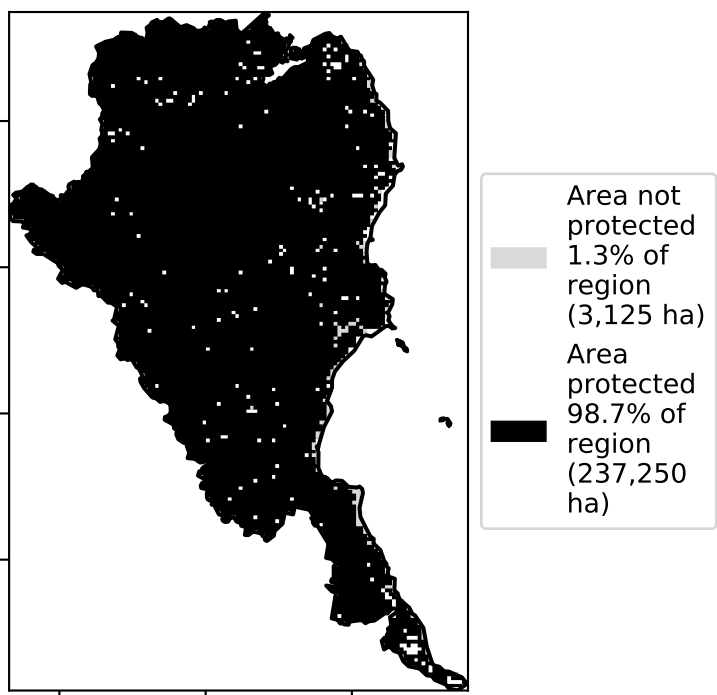 Area not
protected
1.3% of
region
(3,125 ha)
Area
protected
98.7% of
region
(237,250
ha)